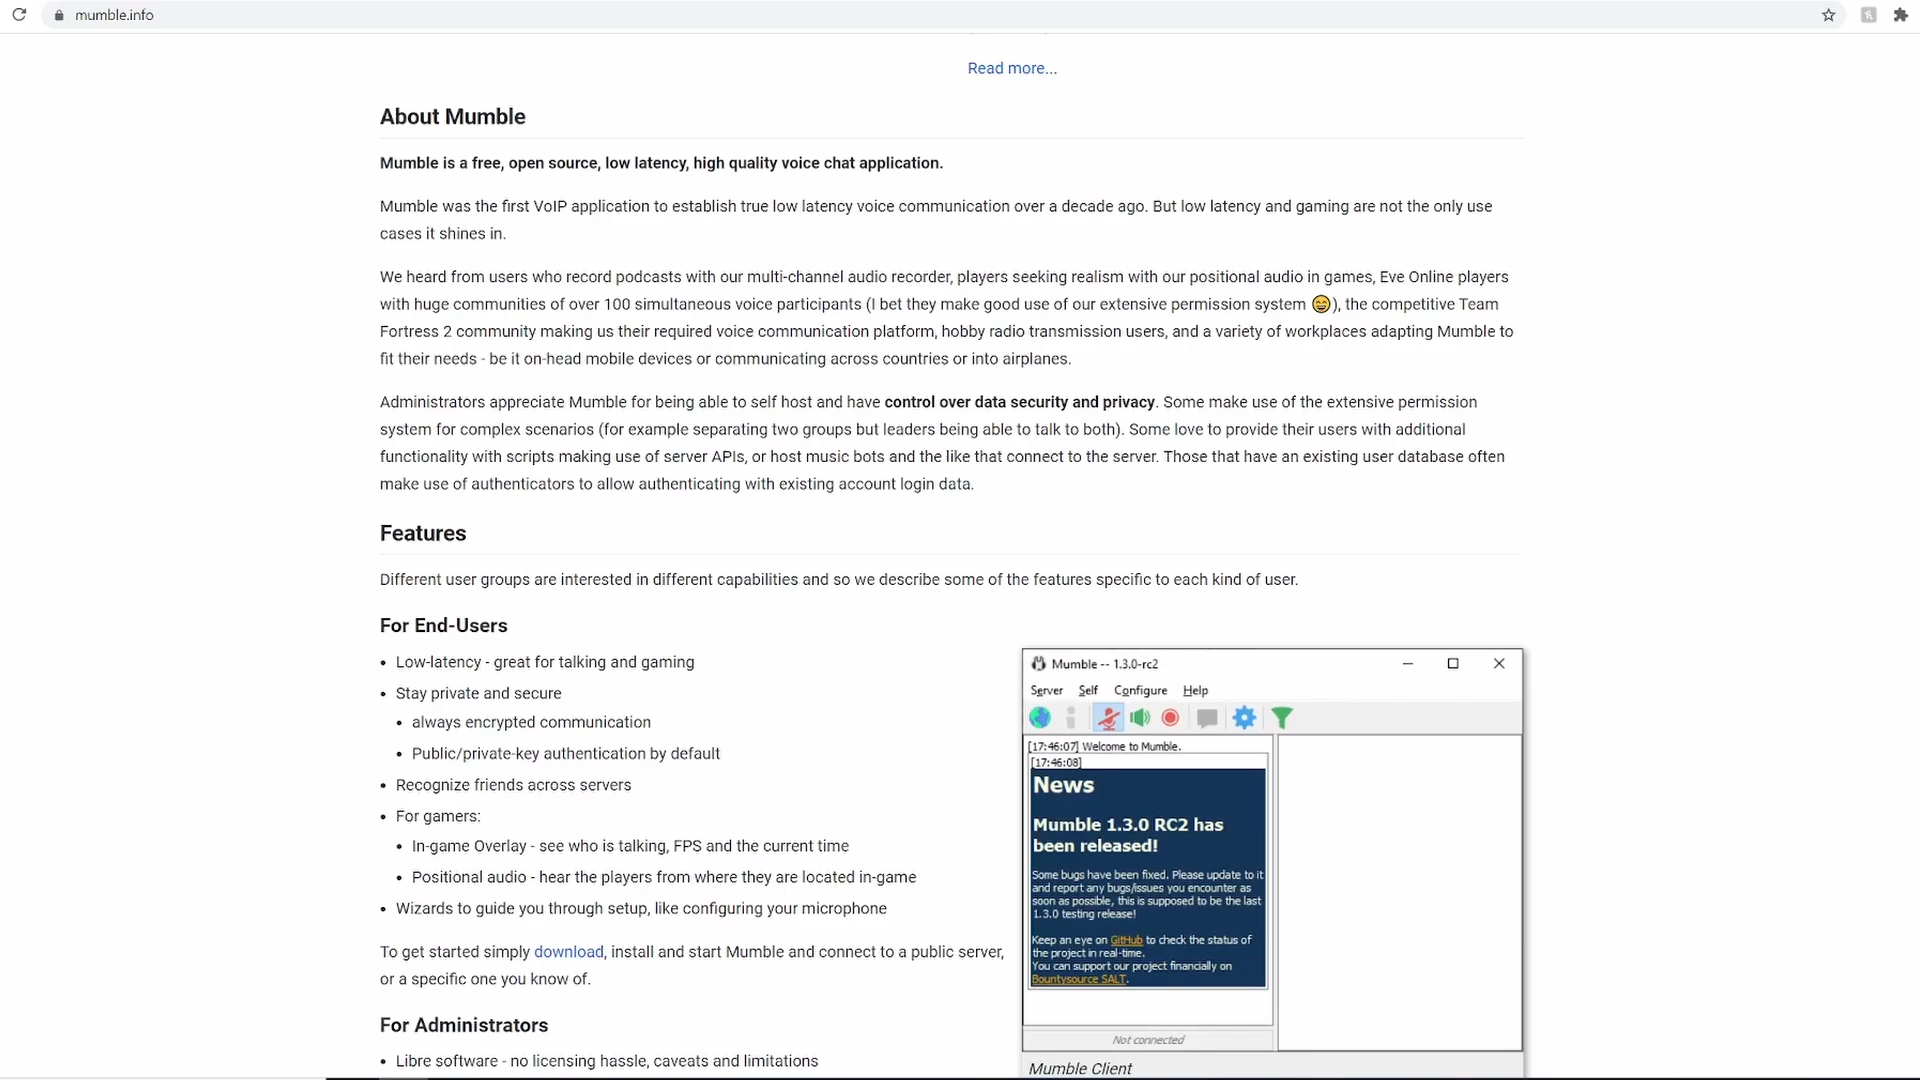 mumble.info
Read more...
About Mumble
Mumble is a free, open source, low latency, high quality voice chat application.
Mumble was the first VoIP application to establish true low latency voice communication over a decade ago. But low latency and gaming are not the only use
cases it shines in.
We heard from users who record podcasts with our multi-channel audio recorder, players seeking realism with our positional audio in games, Eve Online players
with huge communities of over 100 simultaneous voice participants (I bet they make good use of our extensive permission system 😄), the competitive Team
Fortress 2 community making us their required voice communication platform, hobby radio transmission users, and a variety of workplaces adapting Mumble to
fit their needs - be it on-head mobile devices or communicating across countries or into airplanes.
Administrators appreciate Mumble for being able to self host and have control over data security and privacy. Some make use of the extensive permission
system for complex scenarios (for example separating two groups but leaders being able to talk to both). Some love to provide their users with additional
functionality with scripts making use of server APIs, or host music bots and the like that connect to the server. Those that have an existing user database often
make use of authenticators to allow authenticating with existing account login data.
Features
Different user groups are interested in different capabilities and so we describe some of the features specific to each kind of user.
For End-Users
• Low-latency - great for talking and gaming
• Stay private and secure
• always encrypted communication
• Public/private-key authentication by default
• Recognize friends across servers
• For gamers:
• In-game Overlay - see who is talking, FPS and the current time
• Positional audio - hear the players from where they are located in-game
• Wizards to guide you through setup, like configuring your microphone
To get started simply download, install and start Mumble and connect to a public server,
or a specific one you know of.
For Administrators
• Libre software - no licensing hassle, caveats and limitations
Mumble -- 1.3.0-rc2
Server Self Configure Help
[17:46:07] Welcome to Mumble.
[17:46:08]
News
Mumble 1.3.0 RC2 has
been released!
Some bugs have been fixed. Please update to it
and report any bugs/issues you encounter as
soon as possible, this is supposed to be the last
1.3.0 testing release!
Keep an eye on GitHub to check the status of
the project in real-time.
You can support our project financially on
Bountysource SALT.
Not connected
Mumble Client